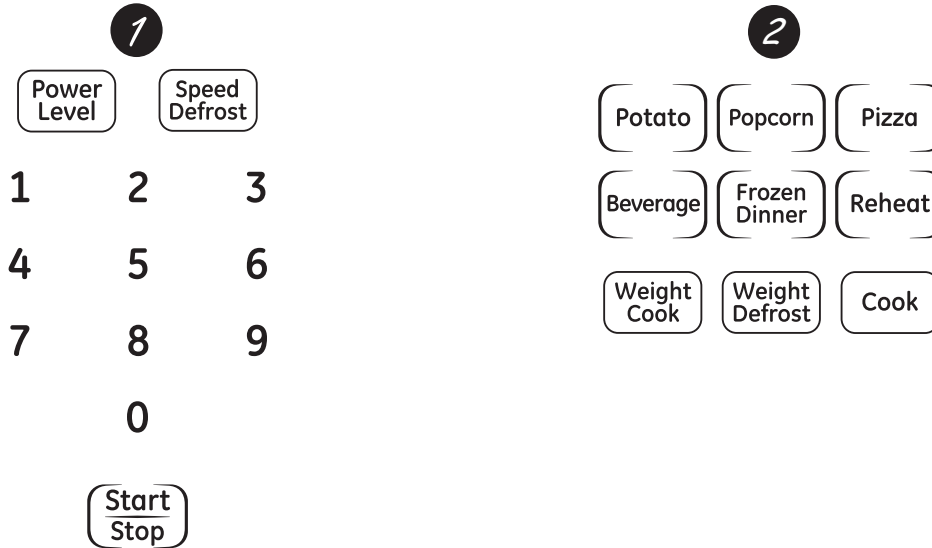 1
Power
Level
Speed
Defrost
1 2 3
4 5 6
7 8 9
0
Start
Stop
2
Potato Popcorn Pizza
Beverage
Frozen
Dinner
Reheat
Weight
Cook
Weight
Defrost
Cook